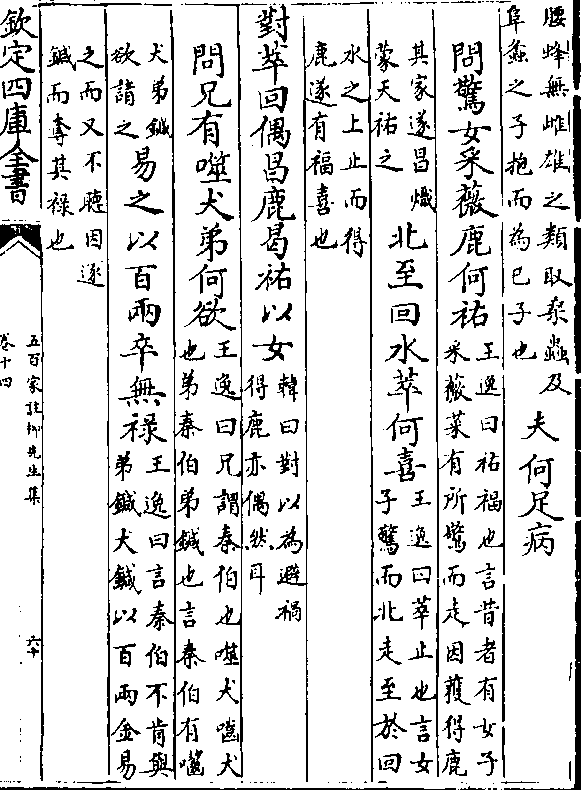 腰蜂無雌雄之類取桑蟲及
阜螽之子抱而為已子也
夫何足病
問驚女采薇鹿何祐
王逸曰祐福也言昔者有女子
采薇菜有所驚而走因獲得鹿
其家遂昌熾
蒙天祐之
北至回水萃何喜
王逸曰萃止也言女
子驚而北走至於回
水之上止而得
鹿遂有福喜也
對萃回偶昌鹿曷祐以女
韓曰對以為避禍
得鹿亦偶然耳
問兄有噬犬弟何欲
王逸曰兄謂秦伯也噬犬齧犬
也弟秦伯弟鍼也言秦伯有噬
犬弟鍼
欲請之
易之以百兩卒無祿
王逸曰言秦伯不肯與
弟鍼犬鍼以百兩金易
之而又不聽因逐
鍼而奪其祿也
欽定四庫全書
五百家註柳先生集
卷十四
六十